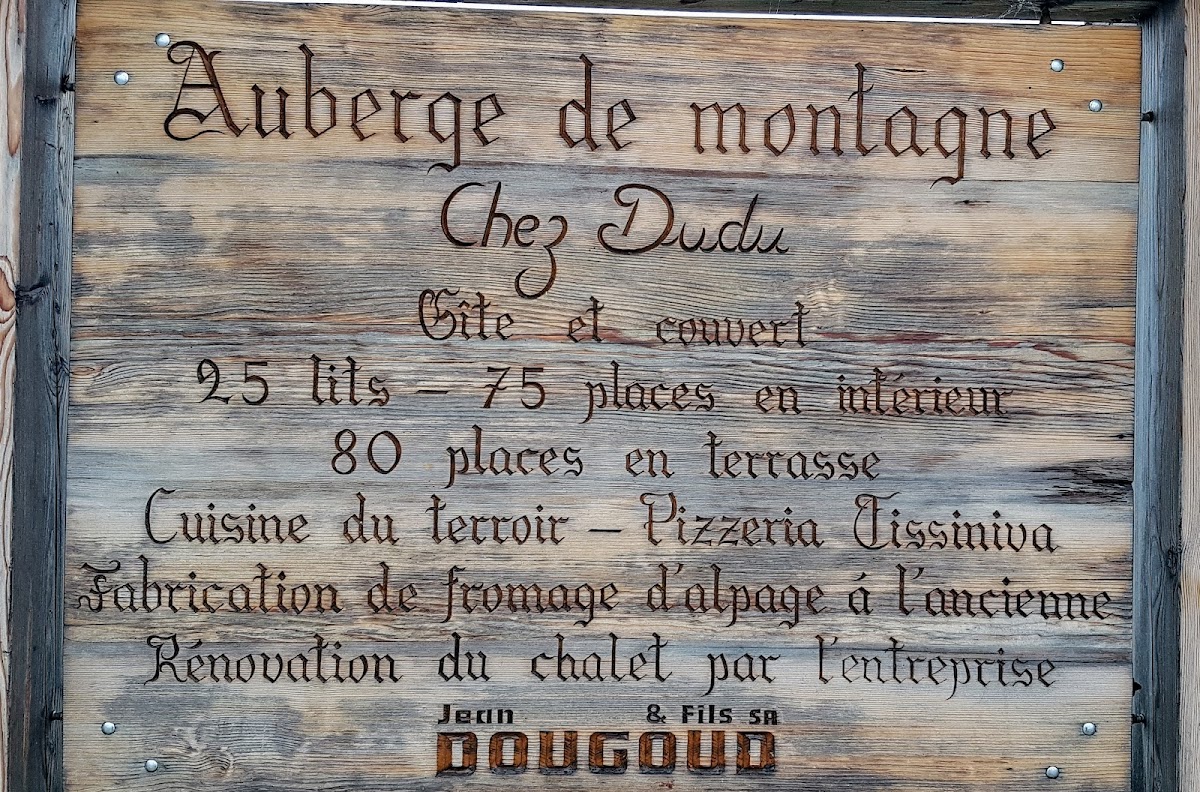 Auberge de montagne
Chez Dudu
Gîte et couvert
25 lits – 75 places en intérieur
80 places en terrasse
Cuisine du terroir – Pizzeria Tissiniva
Fabrication de fromage d'alpage á l'ancienne
Rénovation du chalet par l'entreprise
Jean & Fils SA
DOUGOUD